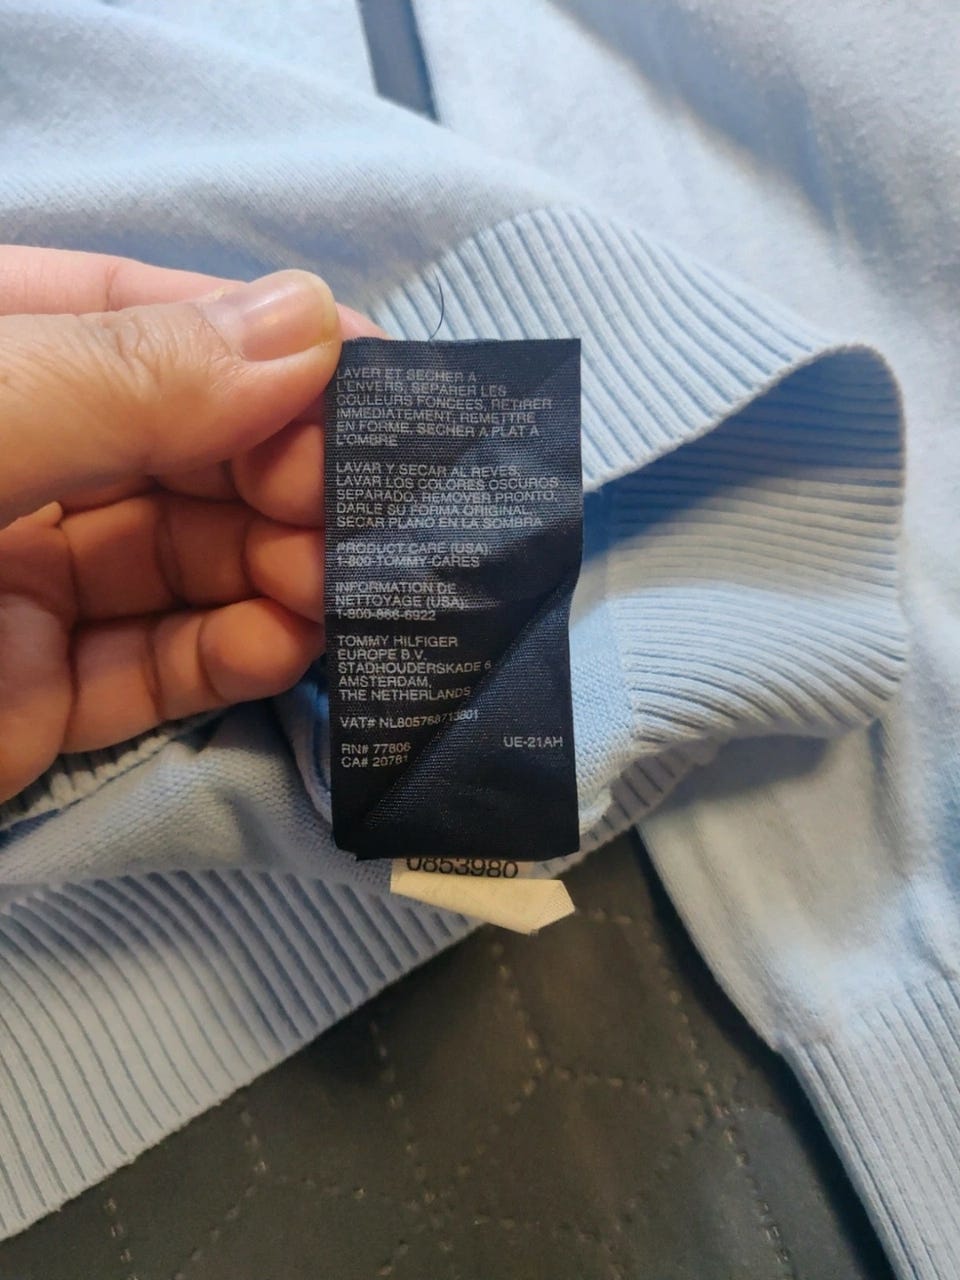 LAVER ET SECHER A
L'ENVERS, SEPARER LES
COULEURS FONCEES, RETIRER
IMMEDIATEMENT, REMETTRE
EN FORME, SECHER A PLAT A
L'OMBRE
LAVAR Y SECAR AL REVES,
LAVAR LOS COLORES OSCUROS
SEPARADO, REMOVER PRONTO,
DARLE SU FORMA ORIGINAL,
SECAR PLANO EN LA SOMBRA
PRODUCT CARE (USA):
1-800-TOMMY-CARES
INFORMATION DE
NETTOYAGE (USA):
1-800-866-6922
TOMMY HILFIGER
EUROPE B.V.
STADHOUDERSKADE 6
AMSTERDAM,
THE NETHERLANDS
VAT# NL805768713B01
RN# 77806 UE-21AH
CA# 20781
0853980